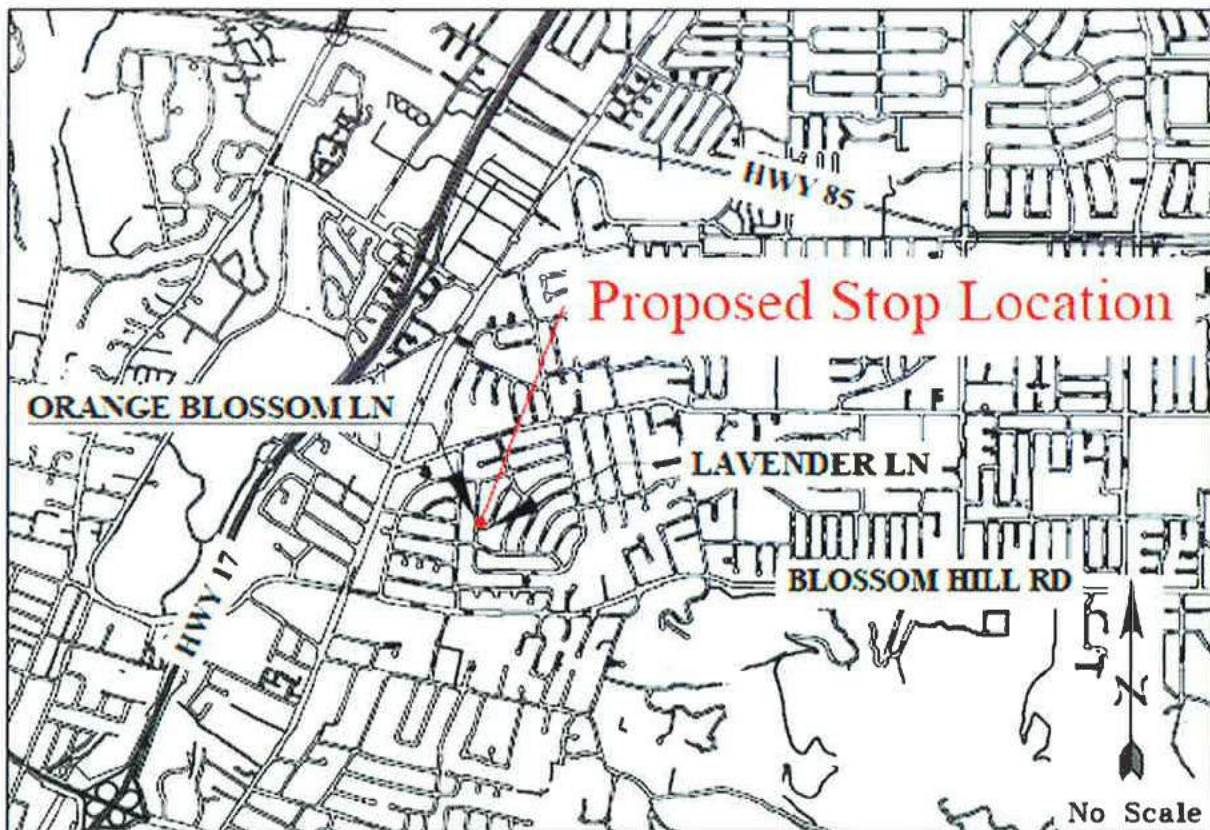 HWY 85
Proposed Stop Location
ORANGE BLOSSOM LN
LAVENDER LN
BLOSSOM HILL RD
HWY 17
N
No Scale